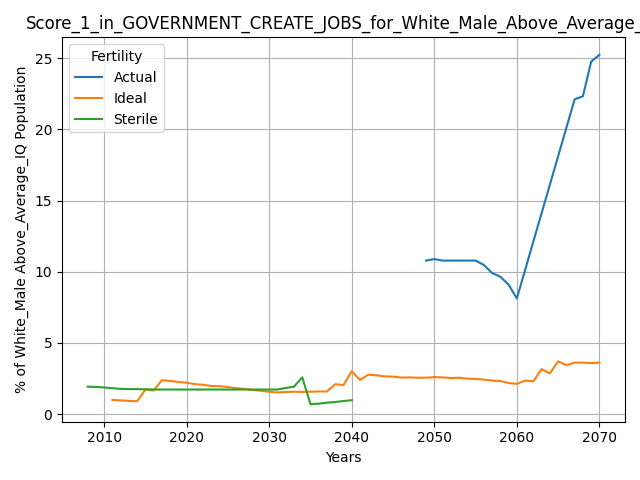 Score_1_in_GOVERNMENT_CREATE_JOBS_for_White_Male_Above_Average_
Fertility
Actual
Ideal
Sterile
% of White_Male Above_Average_IQ Population
25
20
15
10
5
0
2010 2020 2030 2040 2050 2060 2070
Years